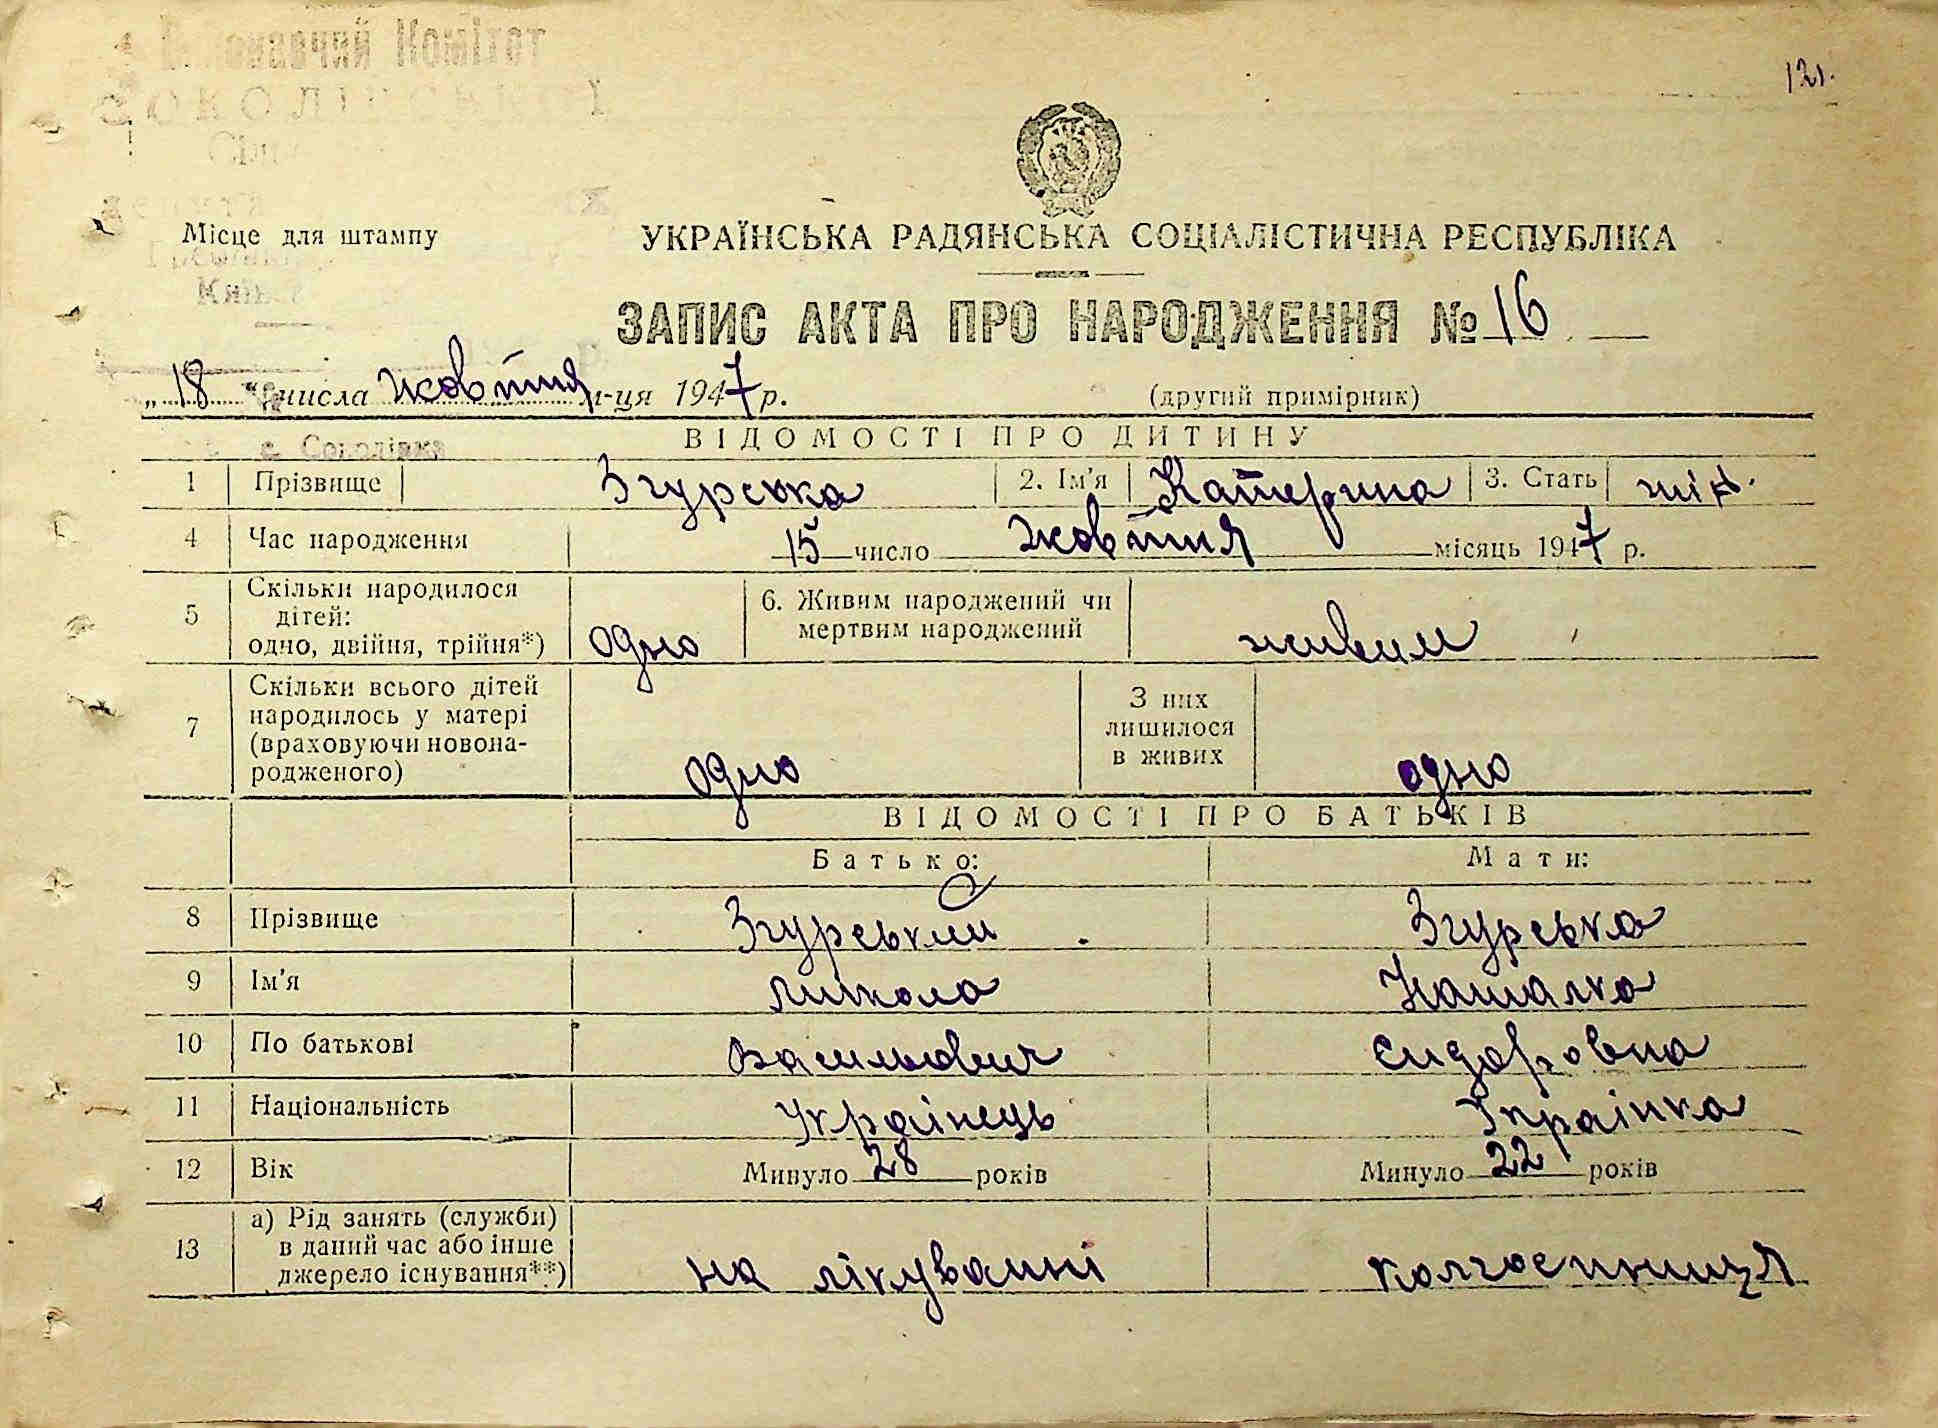 Виконавчий Комітет
СОКОЛІВСЬКОЇ
121.
Місце для штампу
УКРАЇНСЬКА РАДЯНСЬКА СОЦІАЛІСТИЧНА РЕСПУБЛІКА
ЗАПИС АКТА ПРО НАРОДЖЕННЯ № 16
„ 18 " числа жовтня м-ця 1947 р. (другий примірник)
с. Соколівка
ВІДОМОСТІ ПРО ДИТИНУ
1 Прізвище Згурська 2. Ім'я Катерина 3. Стать жін.
4 Час народження 15 число жовтня місяць 1947 р.
5 Скільки народилося дітей: одно, двійня, трійня*) одно 6. Живим народжений чи мертвим народжений живим
7 Скільки всього дітей народилось у матері (враховуючи новонародженого) одно З них лишилося в живих одно
ВІДОМОСТІ ПРО БАТЬКІВ
Батько: Мати:
8 Прізвище Згурський Згурська
9 Ім'я Микола Наталка
10 По батькові Васильович Сидоровна
11 Національність Українець Українка
12 Вік Минуло 28 років Минуло 22 років
13 а) Рід занять (служби) в даний час або інше джерело існування**) на лікуванні колгоспниця